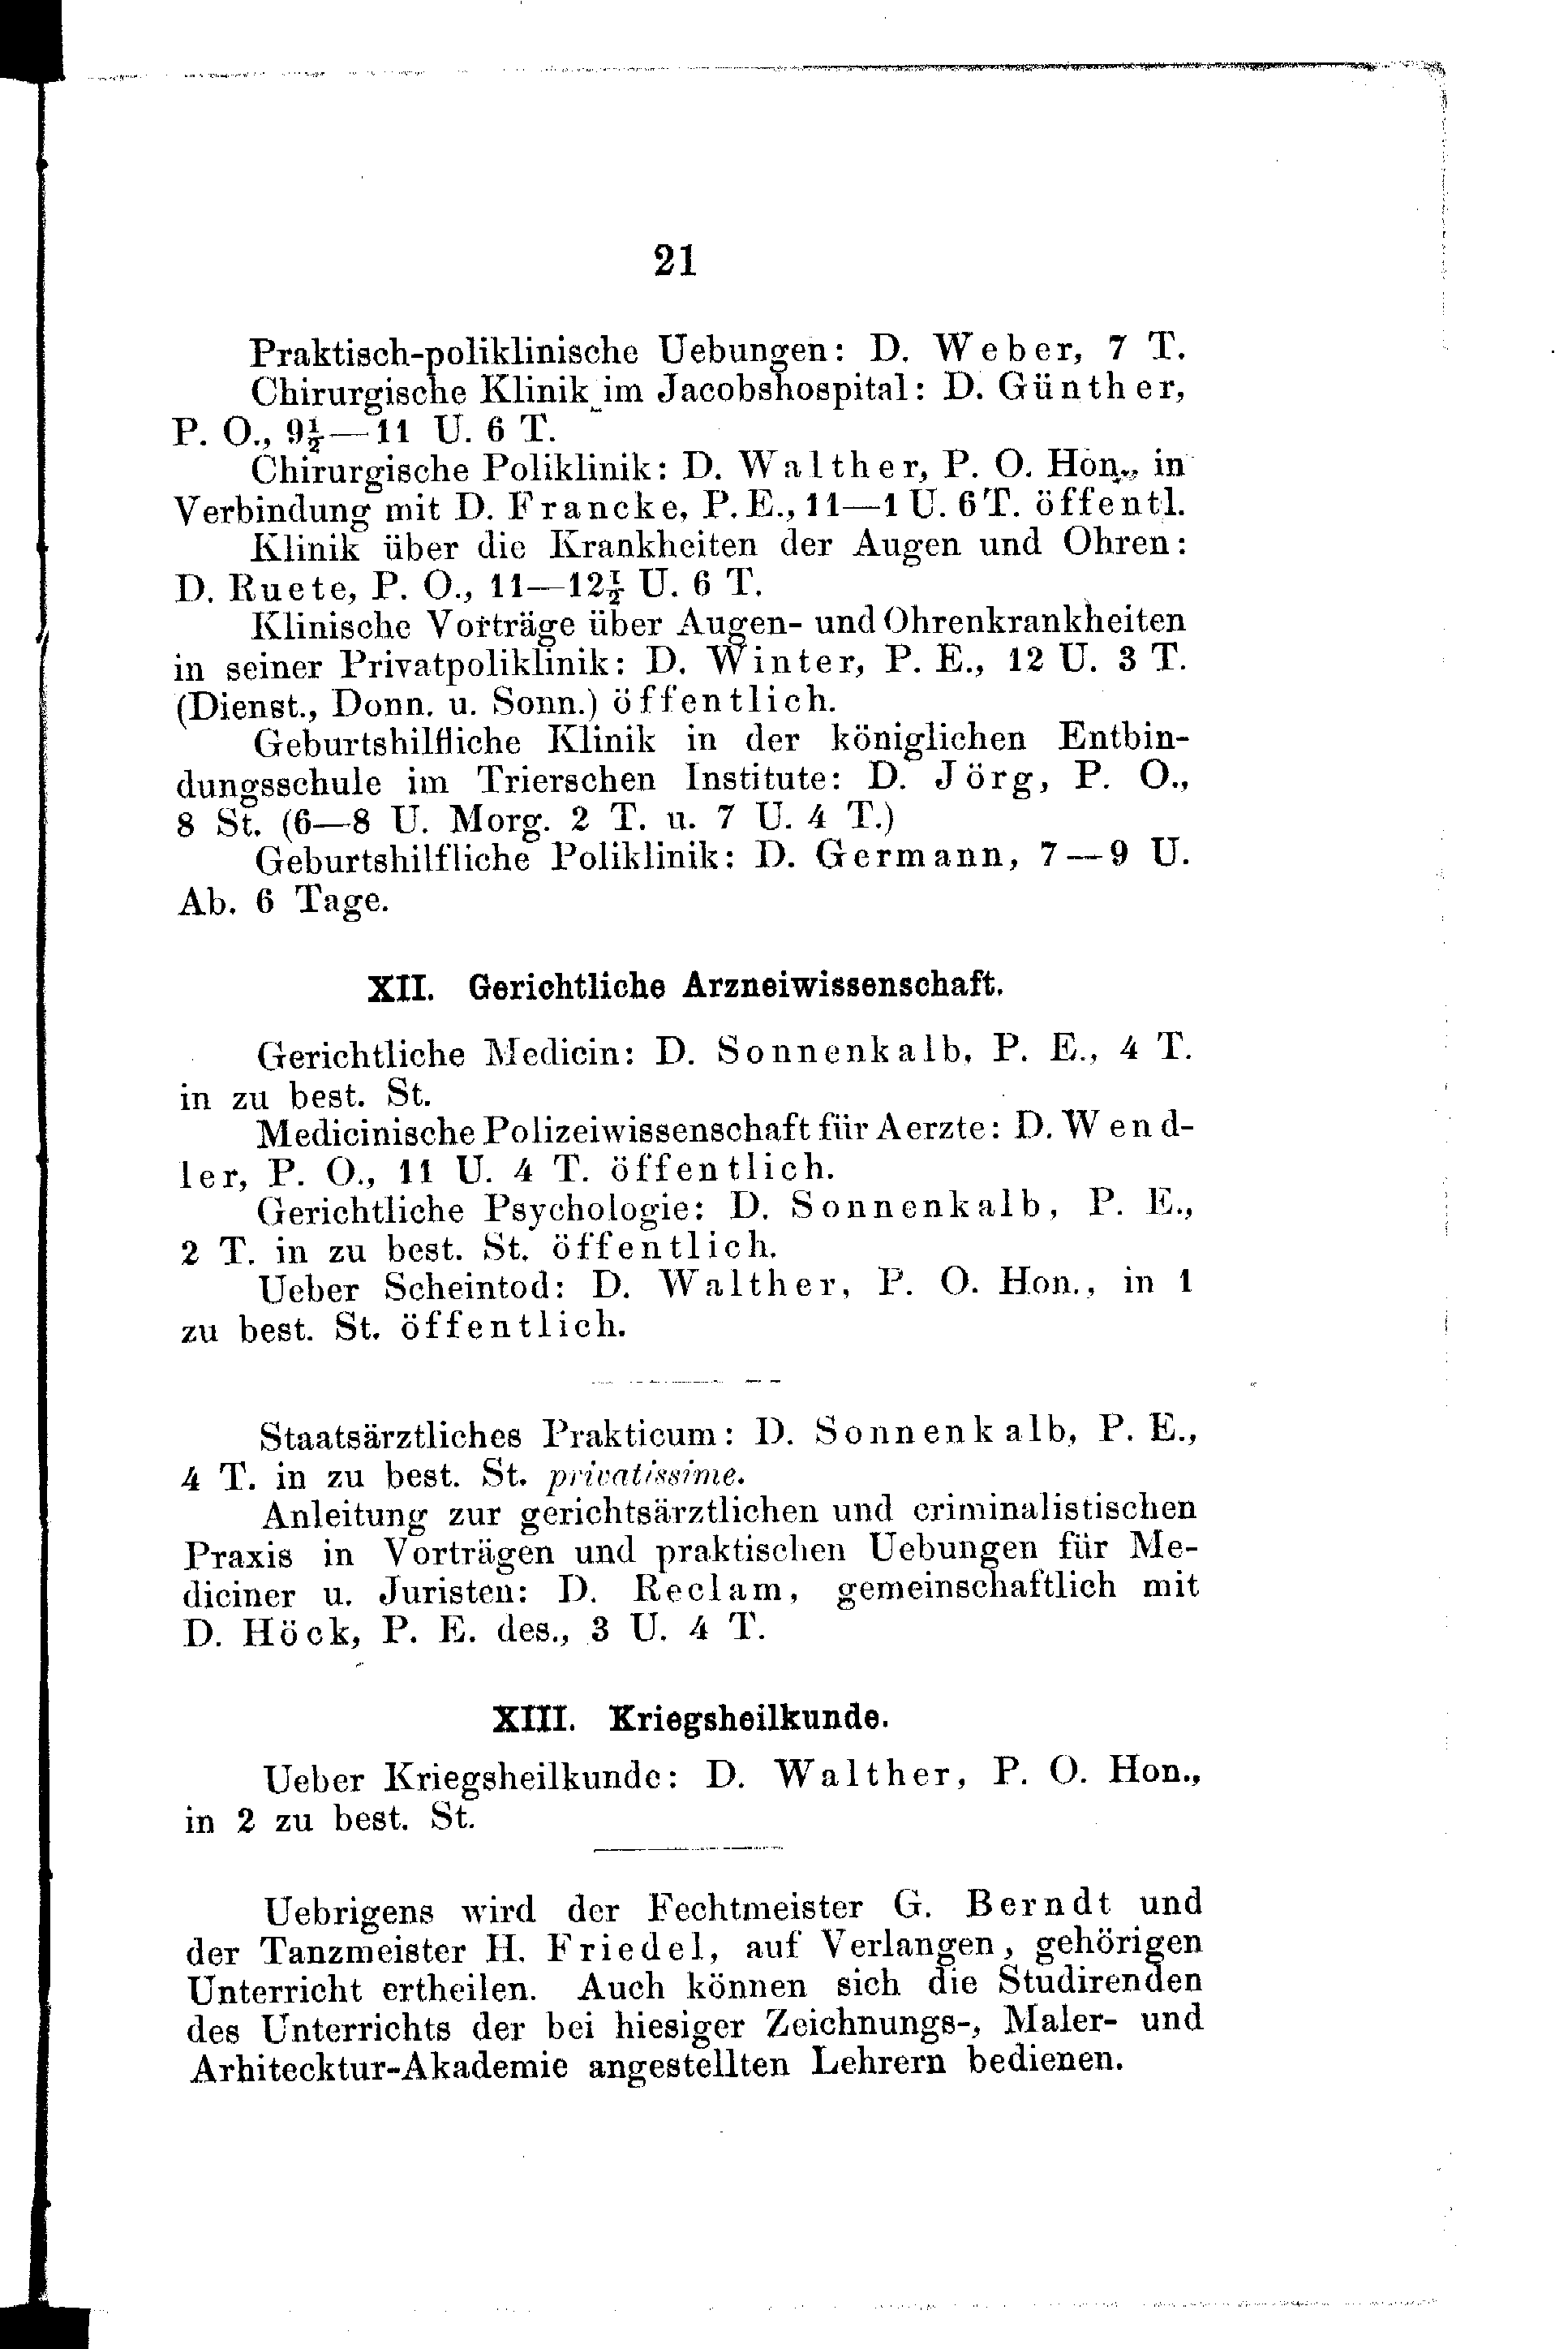 21
Praktisch-poliklinische Uebungen: D. Weber, 7 T.
Chirurgische Klinik im Jacobshospital: D. Günther,
P. O., 9½—11 U. 6 T.
Chirurgische Poliklinik: D. Walther, P. O. Hon., in
Verbindung mit D. Francke, P. E., 11—1 U. 6 T. öffentl.
Klinik über die Krankheiten der Augen und Ohren:
D. Ruete, P. O., 11—12½ U. 6 T.
Klinische Vorträge über Augen- und Ohrenkrankheiten
in seiner Privatpoliklinik: D. Winter, P. E., 12 U. 3 T.
(Dienst., Donn. u. Sonn.) öffentlich.
Geburtshilfliche Klinik in der königlichen Entbin-
dungsschule im Trierschen Institute: D. Jörg, P. O.,
8 St. (6—8 U. Morg. 2 T. u. 7 U. 4 T.)
Geburtshilfliche Poliklinik: D. Germann, 7—9 U.
Ab. 6 Tage.
XII. Gerichtliche Arzneiwissenschaft.
Gerichtliche Medicin: D. Sonnenkalb, P. E., 4 T.
in zu best. St.
Medicinische Polizeiwissenschaft für Aerzte: D. Wend-
ler, P. O., 11 U. 4 T. öffentlich.
Gerichtliche Psychologie: D. Sonnenkalb, P. E.,
2 T. in zu best. St. öffentlich.
Ueber Scheintod: D. Walther, P. O. Hon., in 1
zu best. St. öffentlich.
Staatsärztliches Prakticum: D. Sonnenkalb, P. E.,
4 T. in zu best. St. privatissime.
Anleitung zur gerichtsärztlichen und criminalistischen
Praxis in Vorträgen und praktischen Uebungen für Me-
diciner u. Juristen: D. Reclam, gemeinschaftlich mit
D. Höck, P. E. des., 3 U. 4 T.
XIII. Kriegsheilkunde.
Ueber Kriegsheilkunde: D. Walther, P. O. Hon.,
in 2 zu best. St.
Uebrigens wird der Fechtmeister G. Berndt und
der Tanzmeister H. Friedel, auf Verlangen, gehörigen
Unterricht ertheilen. Auch können sich die Studirenden
des Unterrichts der bei hiesiger Zeichnungs-, Maler- und
Arhitecktur-Akademie angestellten Lehrern bedienen.